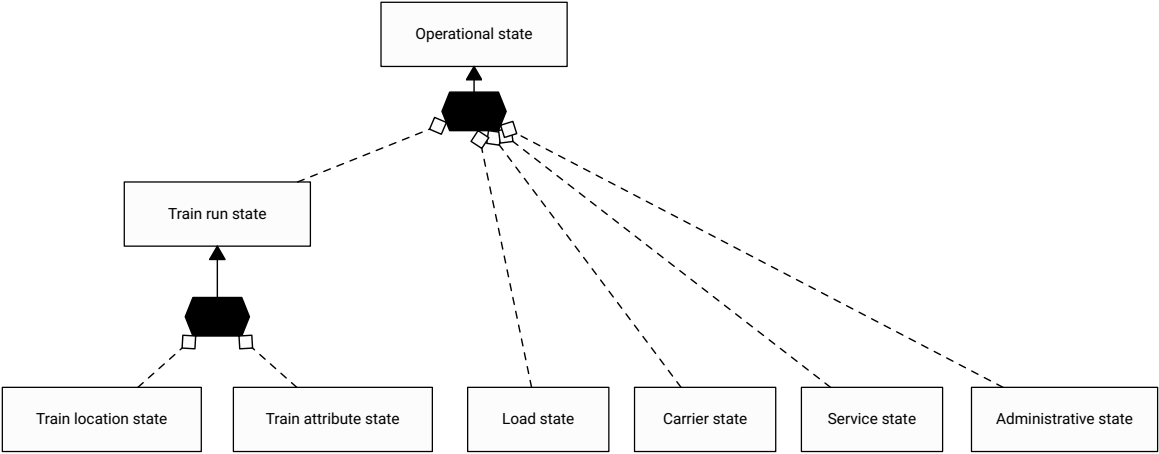 Operational state
Train run state
Train location state
Train attribute state
Load state
Carrier state
Service state
Administrative state